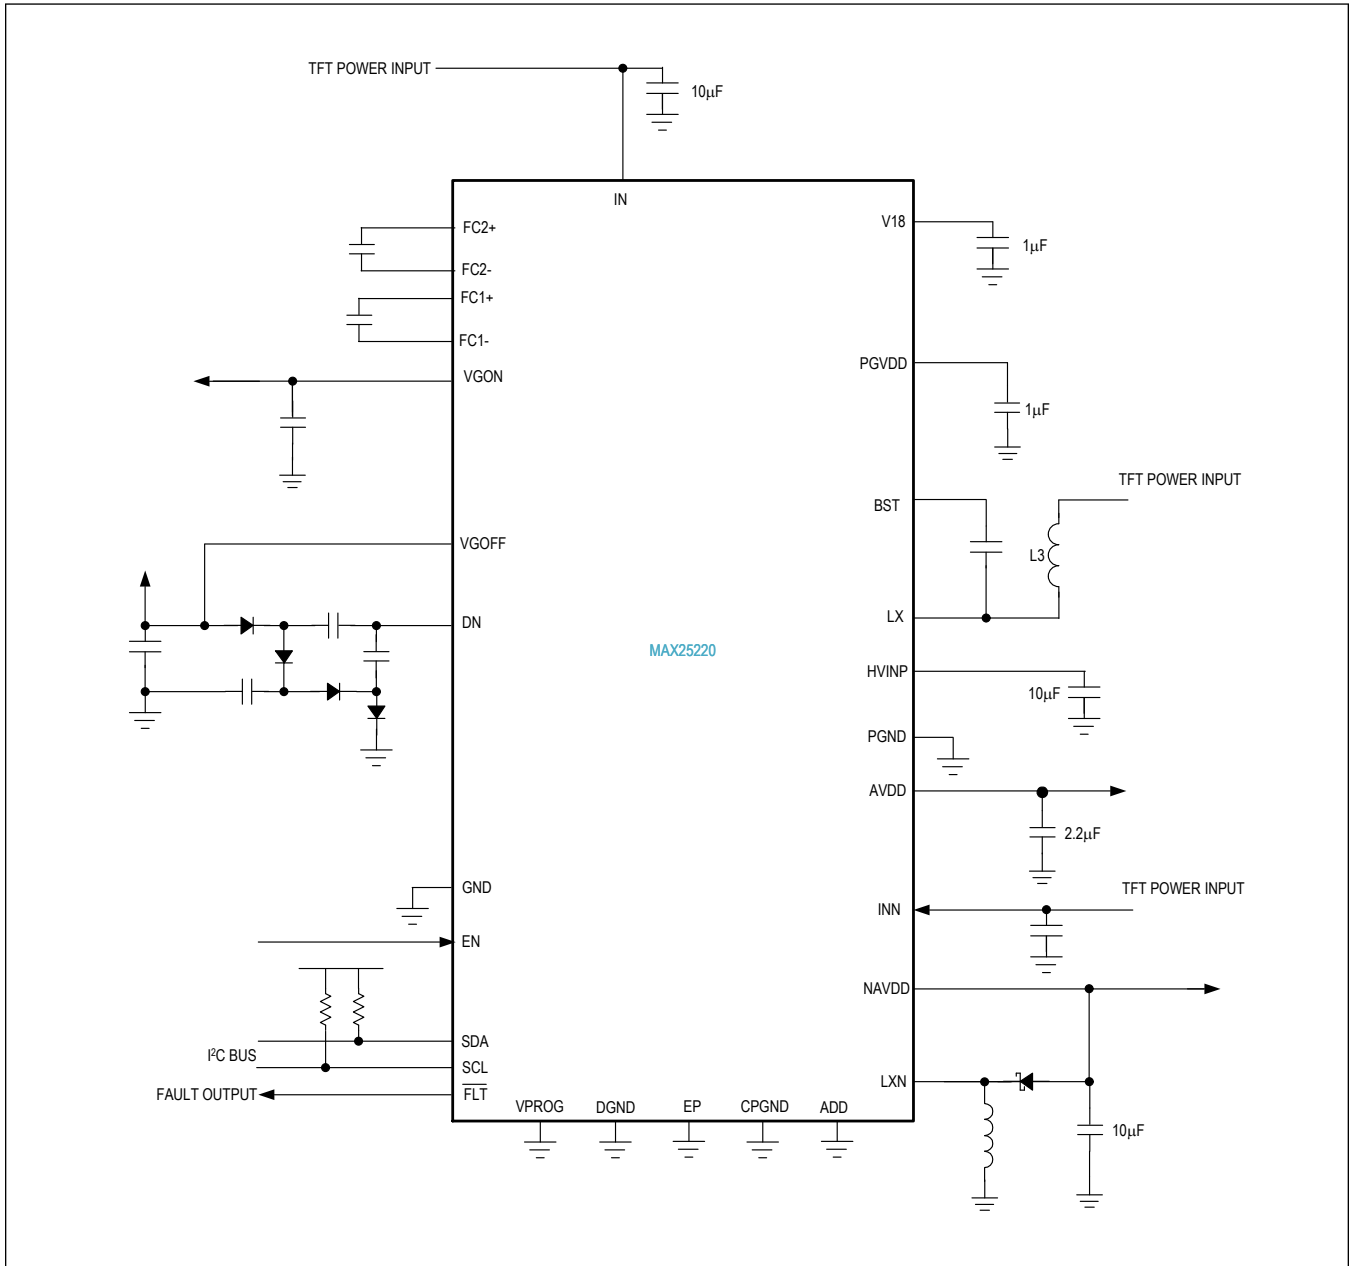 TFT POWER INPUT
10µF
IN
FC2+
V18
1µF
FC2-
FC1+
FC1-
PGVDD
VGON
1µF
TFT POWER INPUT
BST
VGOFF
L3
LX
DN
MAX25220
HVINP
10µF
PGND
AVDD
2.2µF
GND
TFT POWER INPUT
INN
EN
NAVDD
SDA
I²C BUS
SCL
LXN
FAULT OUTPUT
FLT
VPROG
DGND
EP
CPGND
ADD
10µF